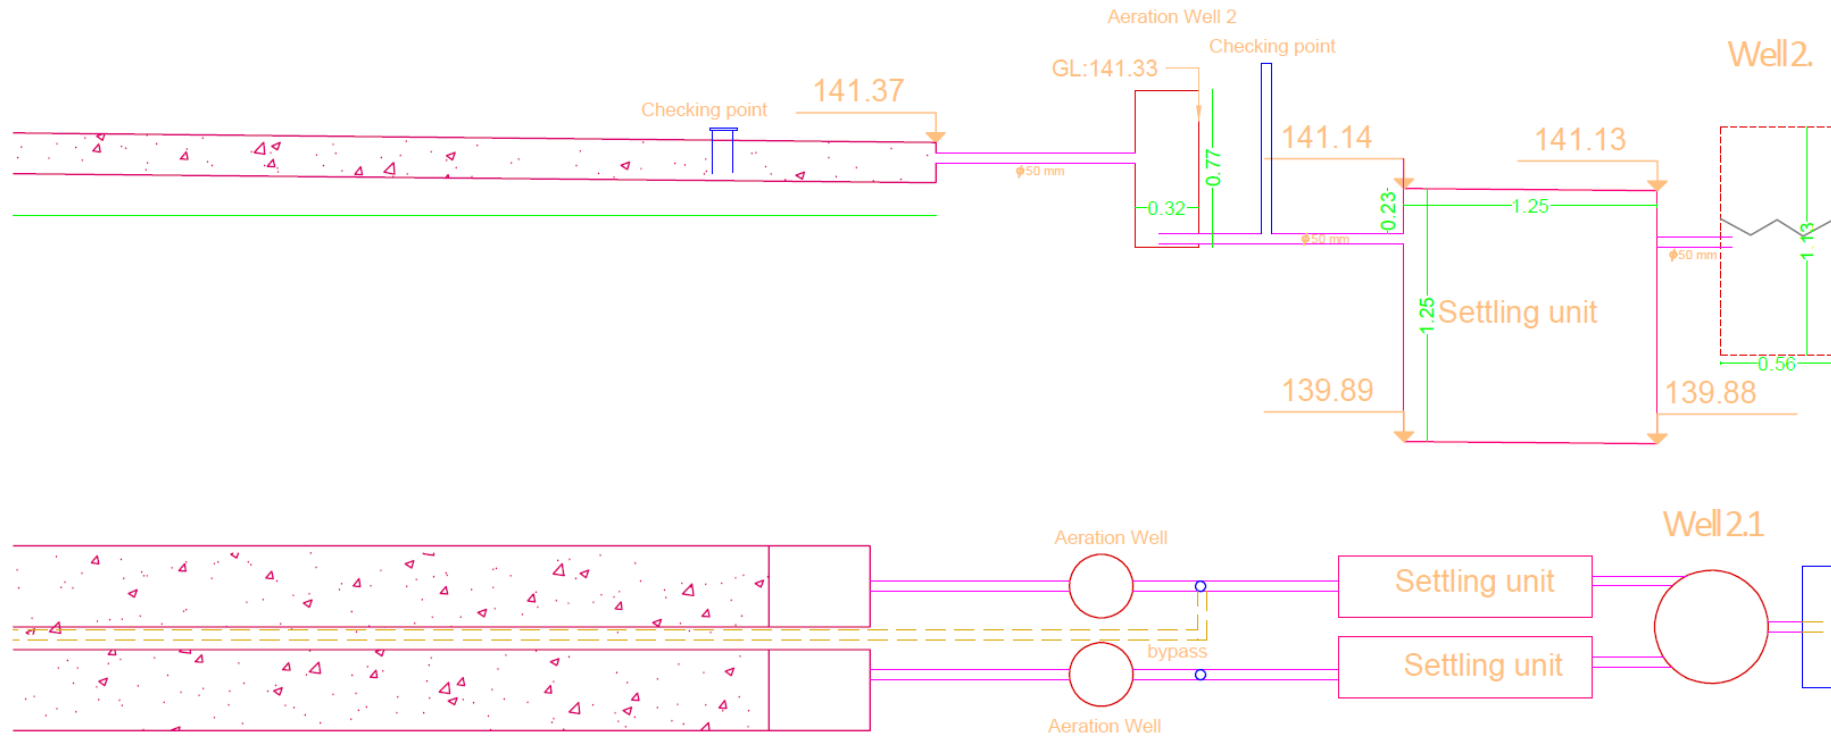 Aeration Well 2
Checking point
Well 2.
GL:141.33
141.37
Checking point
141.14
141.13
ϕ50 mm
0.77
0.32
0.23
1.25
ϕ50 mm
ϕ50 mm
1.13
1.25
Settling unit
0.56
139.89
139.88
Well 2.1
Aeration Well
Settling unit
bypass
Settling unit
Aeration Well